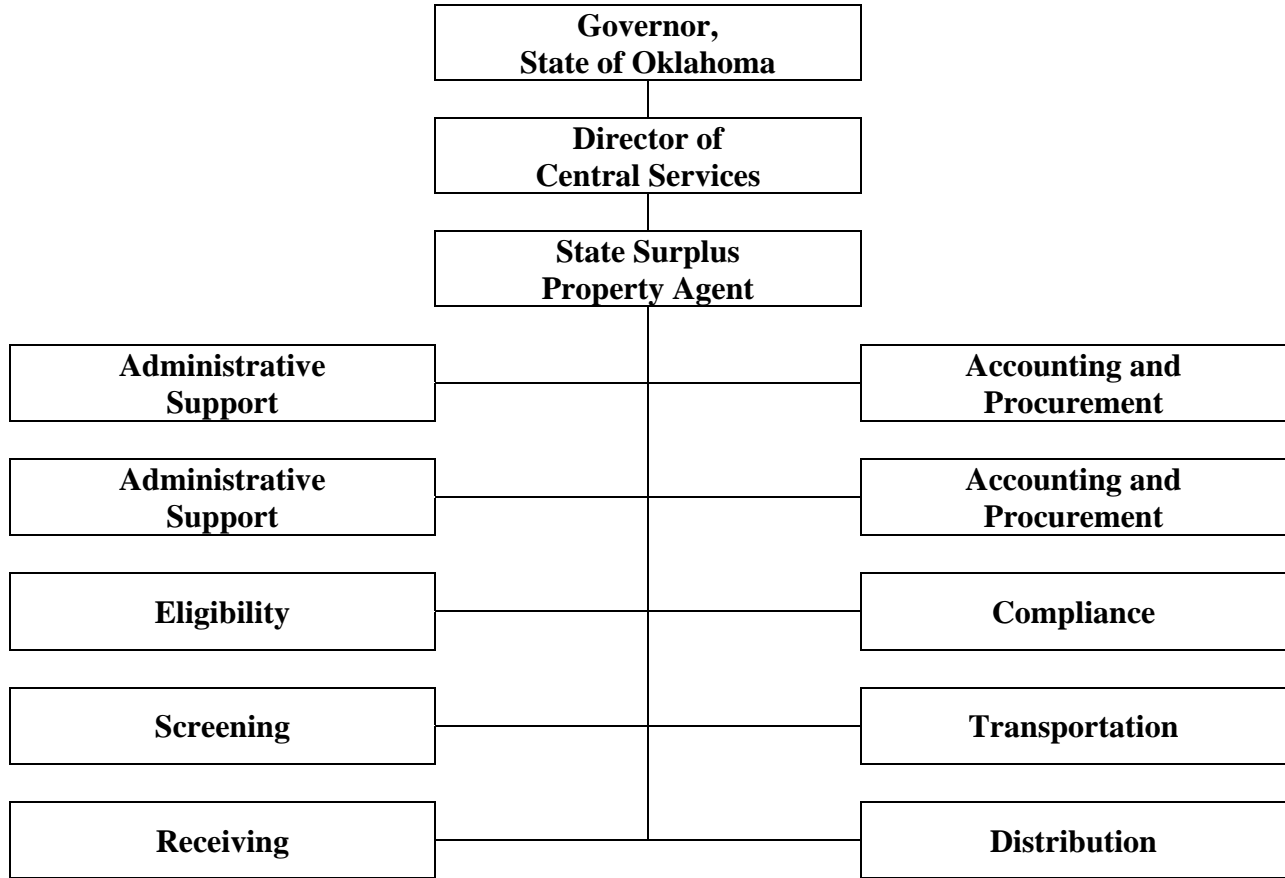 Governor,
State of Oklahoma
Director of
Central Services
State Surplus
Property Agent
Administrative
Support
Accounting and
Procurement
Administrative
Support
Accounting and
Procurement
Eligibility
Compliance
Screening
Transportation
Receiving
Distribution